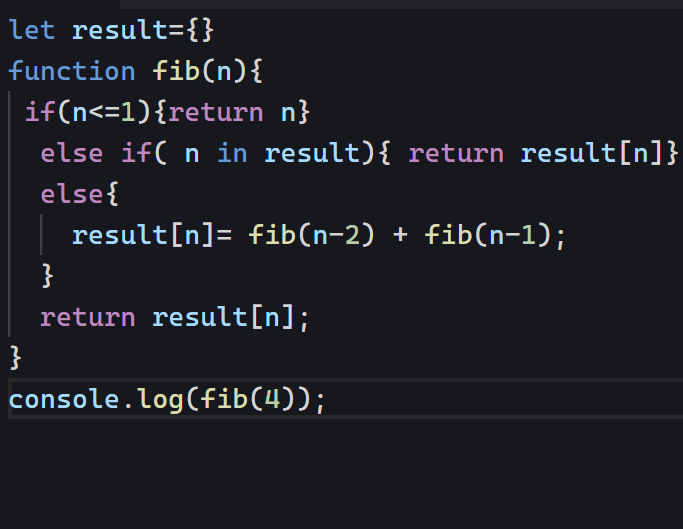 let result={}
function fib(n){
if(n<=1){return n}
else if( n in result){ return result[n]}
else{
result[n]= fib(n-2) + fib(n-1);
}
return result[n];
}
console.log(fib(4));